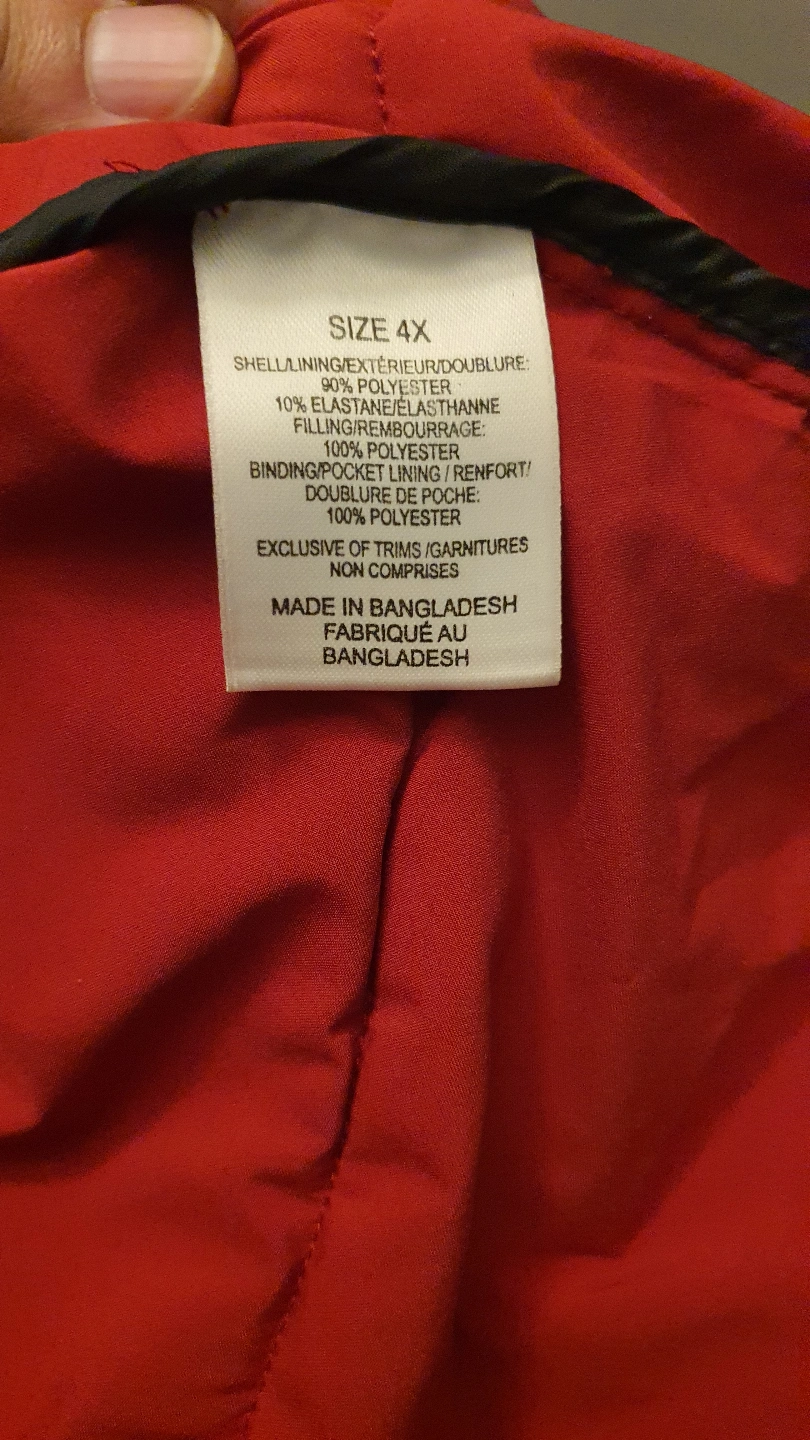 SIZE 4X
SHELL/LINING/EXTÉRIEUR/DOUBLURE:
90% POLYESTER
10% ELASTANE/ÉLASTHANNE
FILLING/REMBOURRAGE:
100% POLYESTER
BINDING/POCKET LINING / RENFORT/
DOUBLURE DE POCHE:
100% POLYESTER
EXCLUSIVE OF TRIMS /GARNITURES
NON COMPRISES
MADE IN BANGLADESH
FABRIQUÉ AU
BANGLADESH